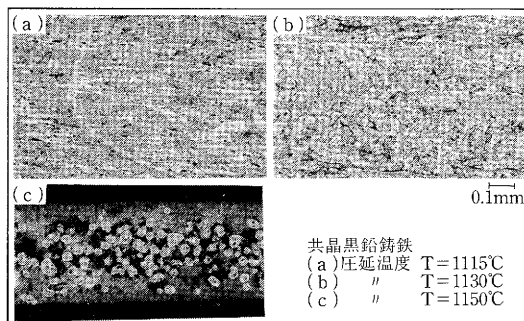 (a)
(b)
(c)
0.1mm
共晶黒鉛鋳鉄
(a)圧延温度 T=1115℃
(b) 〃 T=1130℃
(c) 〃 T=1150℃